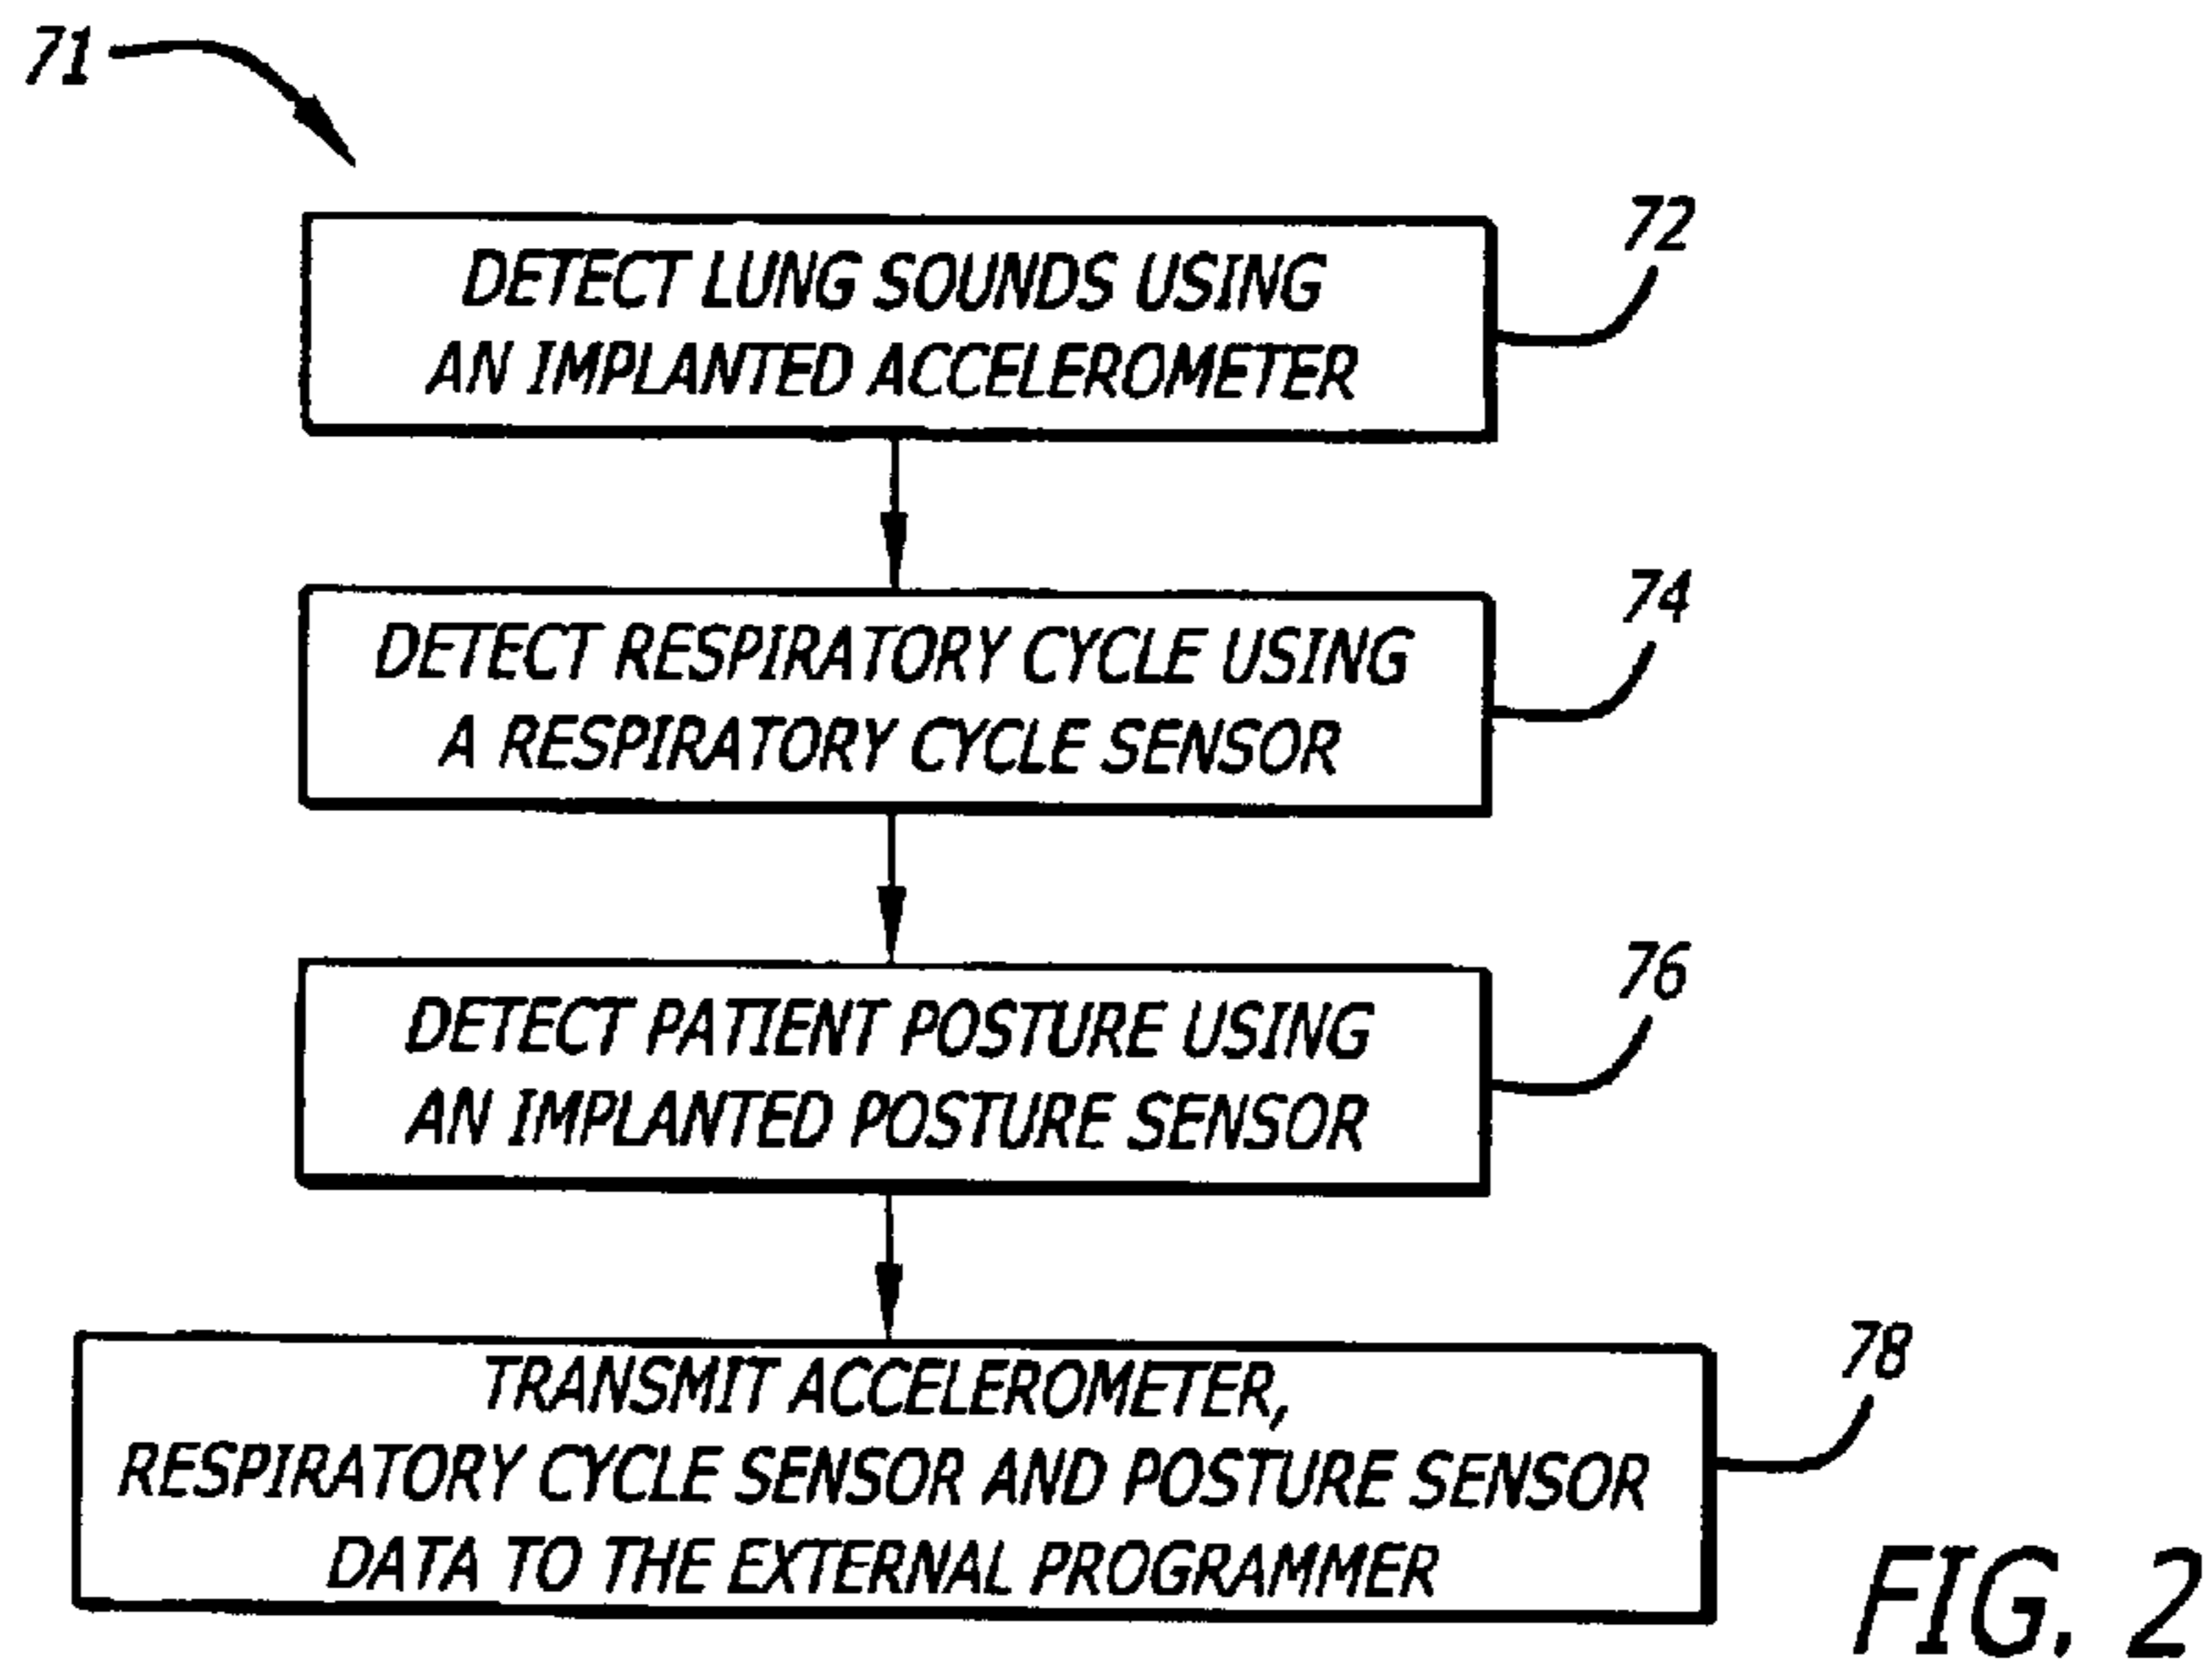 71
DETECT LUNG SOUNDS USING
AN IMPLANTED ACCELEROMETER
72
DETECT RESPIRATORY CYCLE USING
A RESPIRATORY CYCLE SENSOR
74
DETECT PATIENT POSTURE USING
AN IMPLANTED POSTURE SENSOR
76
TRANSMIT ACCELEROMETER,
RESPIRATORY CYCLE SENSOR AND POSTURE SENSOR
DATA TO THE EXTERNAL PROGRAMMER
78
FIG. 2